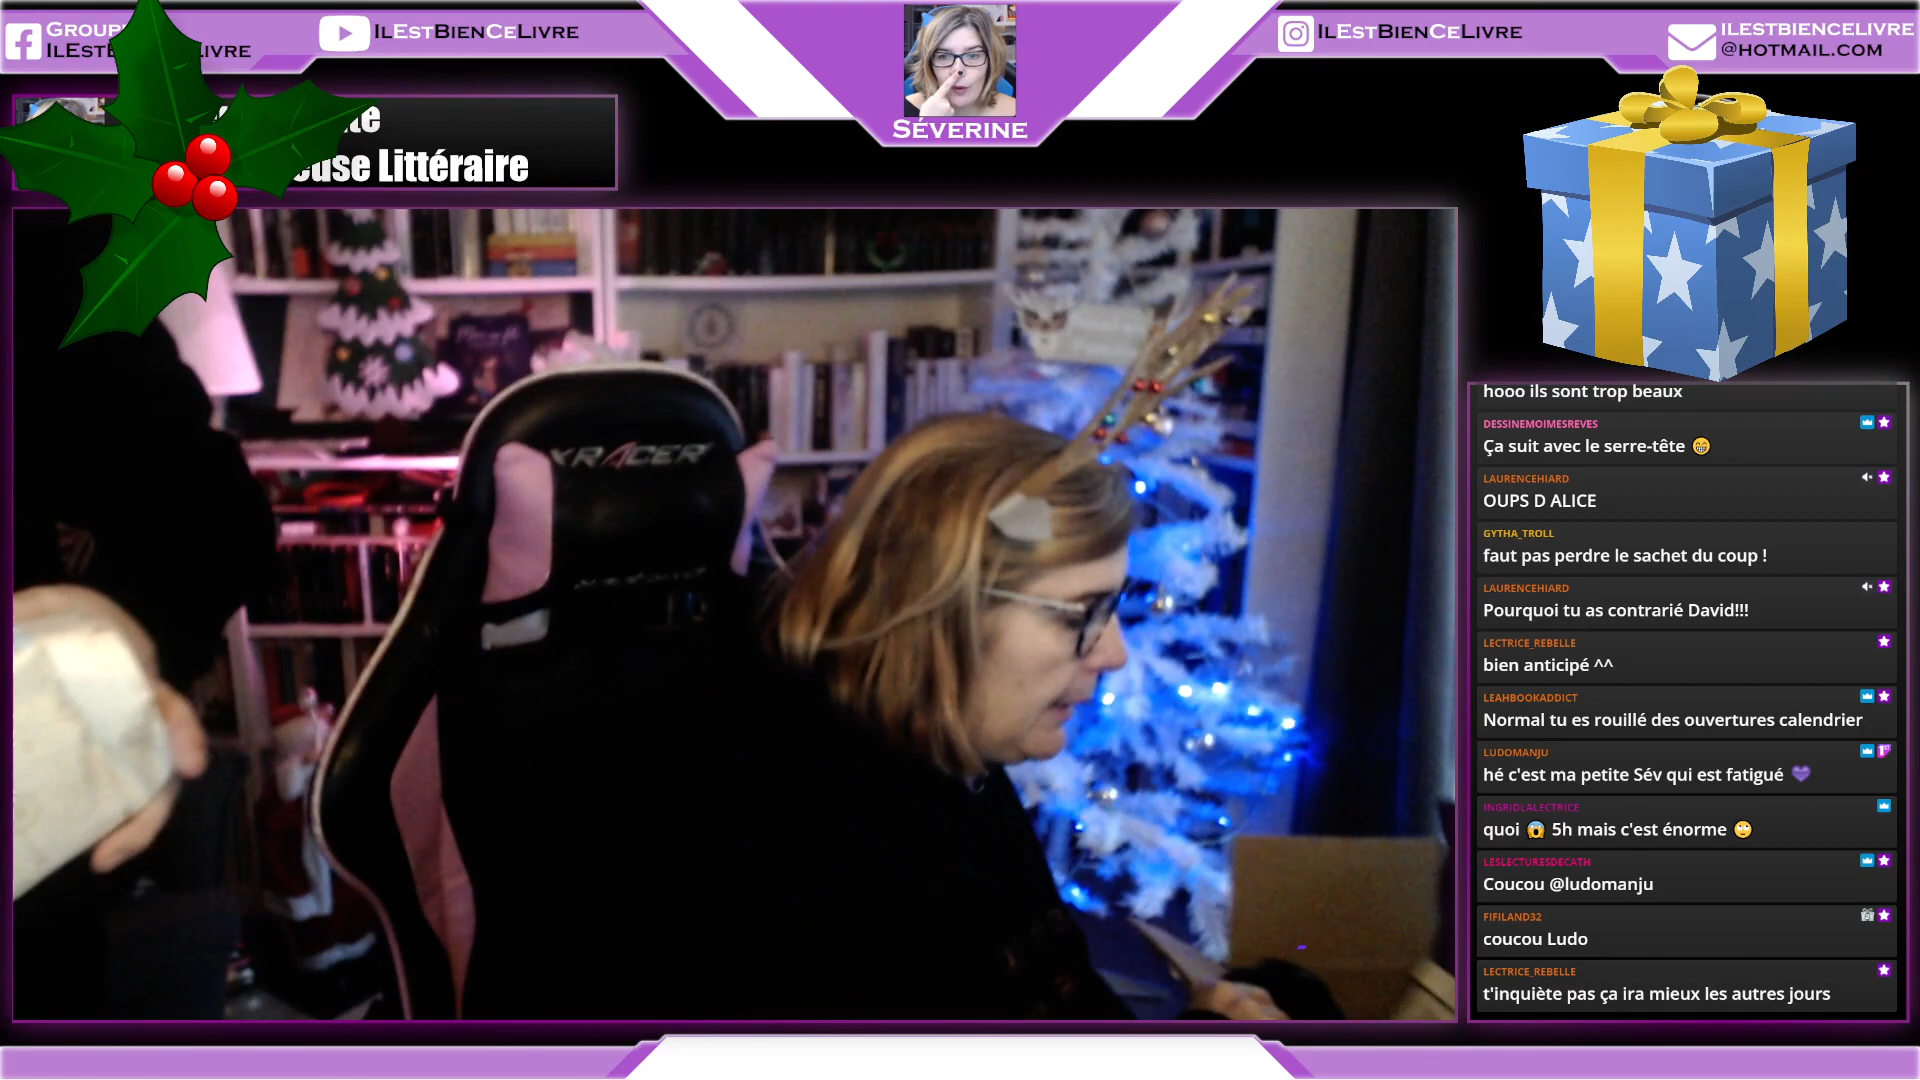 GROUP
ILESTB LIVRE
ILESTBIENCELIVRE
SÉVERINE
ILESTBIENCELIVRE
ILESTBIENCELIVRE
@HOTMAIL.COM
te
use Littéraire
XRACER
hooo ils sont trop beaux
DESSINEMOIMESREVES
Ça suit avec le serre-tête 😁
LAURENCEHIARD
OUPS D ALICE
GYTHA_TROLL
faut pas perdre le sachet du coup !
LAURENCEHIARD
Pourquoi tu as contrarié David!!!
LECTRICE_REBELLE
bien anticipé ^^
LEAHBOOKADDICT
Normal tu es rouillé des ouvertures calendrier
LUDOMANJU
hé c'est ma petite Sév qui est fatigué 💜
INGRIDLALECTRICE
quoi 😱 5h mais c'est énorme 🙄
LESLECTURESDECATH
Coucou @ludomanju
FIFILAND32
coucou Ludo
LECTRICE_REBELLE
t'inquiète pas ça ira mieux les autres jours